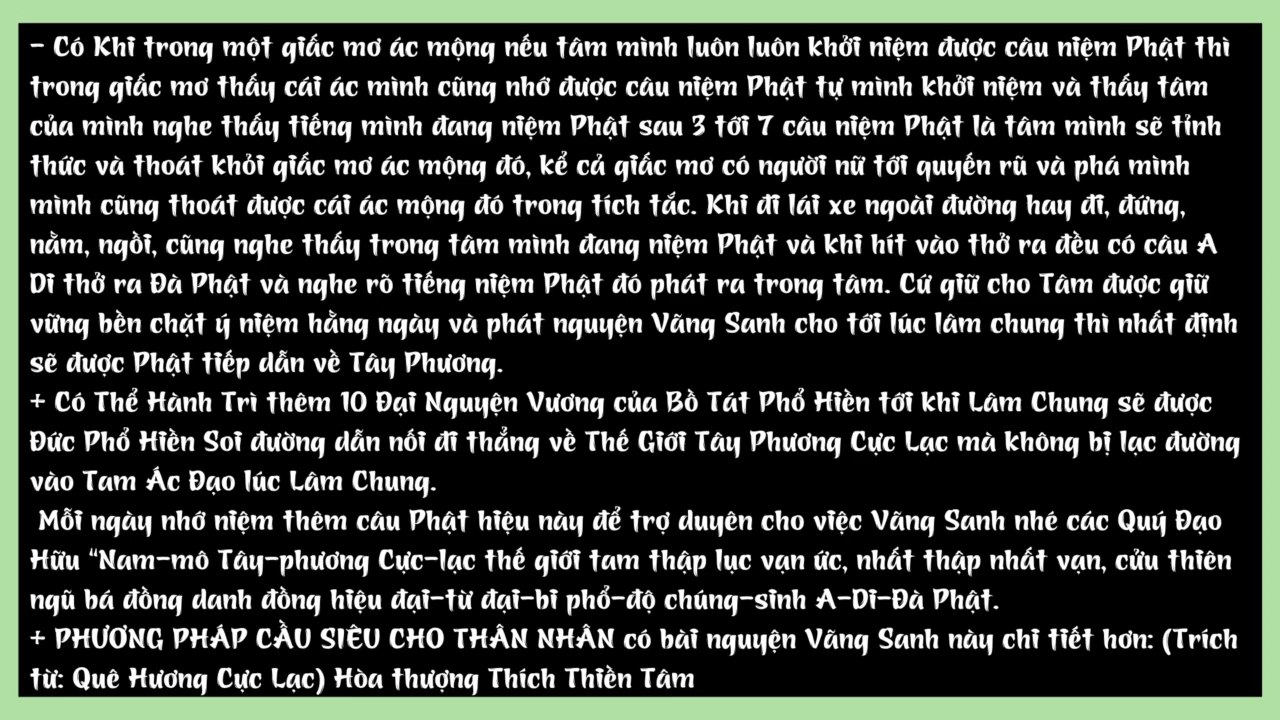 - Có Khi trong một giấc mơ ác mộng nếu tâm mình luôn luôn khởi niệm được câu niệm Phật thì
trong giấc mơ thấy cái ác mình cũng nhớ được câu niệm Phật tự mình khởi niệm và thấy tâm
của mình nghe thấy tiếng mình đang niệm Phật sau 3 tới 7 câu niệm Phật là tâm mình sẽ tỉnh
thức và thoát khỏi giấc mơ ác mộng đó, kể cả giấc mơ có người nữ tới quyến rũ và phá mình
mình cũng thoát được cái ác mộng đó trong tích tắc. Khi đi lái xe ngoài đường hay đi, đứng,
nằm, ngồi, cũng nghe thấy trong tâm mình đang niệm Phật và khi hít vào thở ra đều có câu A
Di thở ra Đà Phật và nghe rõ tiếng niệm Phật đó phát ra trong tâm. Cứ giữ cho Tâm được giữ
vững bền chặt ý niệm hằng ngày và phát nguyện Vãng Sanh cho tới lúc lâm chung thì nhất định
sẽ được Phật tiếp dẫn về Tây Phương.
+ Có Thể Hành Trì thêm 10 Đại Nguyện Vương của Bồ Tát Phổ Hiền tới khi Lâm Chung sẽ được
Đức Phổ Hiền Soi đường dẫn nối đi thẳng về Thế Giới Tây Phương Cực Lạc mà không bị lạc đường
vào Tam Ác Đạo lúc Lâm Chung.
Mỗi ngày nhớ niệm thêm câu Phật hiệu này để trợ duyên cho việc Vãng Sanh nhé các Quý Đạo
Hữu “Nam-mô Tây-phương Cực-lạc thế giới tam thập lục vạn ức, nhất thập nhất vạn, cửu thiên
ngũ bá đồng danh đồng hiệu đại-từ đại-bi phổ-độ chúng-sinh A-Di-Đà Phật.
+ PHƯƠNG PHÁP CẦU SIÊU CHO THÂN NHÂN có bài nguyện Vãng Sanh này chi tiết hơn: (Trích
từ: Quê Hương Cực Lạc) Hòa thượng Thích Thiền Tâm